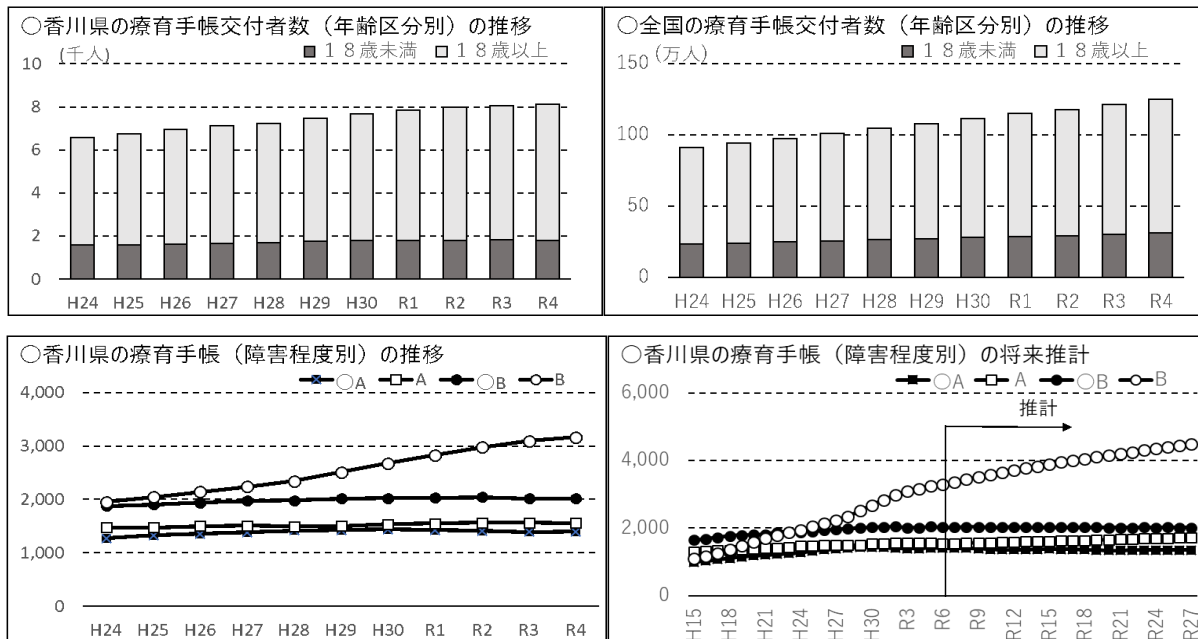 ○香川県の療育手帳交付者数（年齢区分別）の推移
(千人)
■１８歳未満 □１８歳以上
10
8
6
4
2
0
H24 H25 H26 H27 H28 H29 H30 R1 R2 R3 R4
○全国の療育手帳交付者数（年齢区分別）の推移
(万人)
■１８歳未満 □１８歳以上
150
100
50
0
H24 H25 H26 H27 H28 H29 H30 R1 R2 R3 R4
○香川県の療育手帳（障害程度別）の推移
○A A ○B B
4,000
3,000
2,000
1,000
0
H24 H25 H26 H27 H28 H29 H30 R1 R2 R3 R4
○香川県の療育手帳（障害程度別）の将来推計
○A A ○B B
推計
6,000
4,000
2,000
0
H15 H18 H21 H24 H27 H30 R3 R6 R9 R12 R15 R18 R21 R24 R27